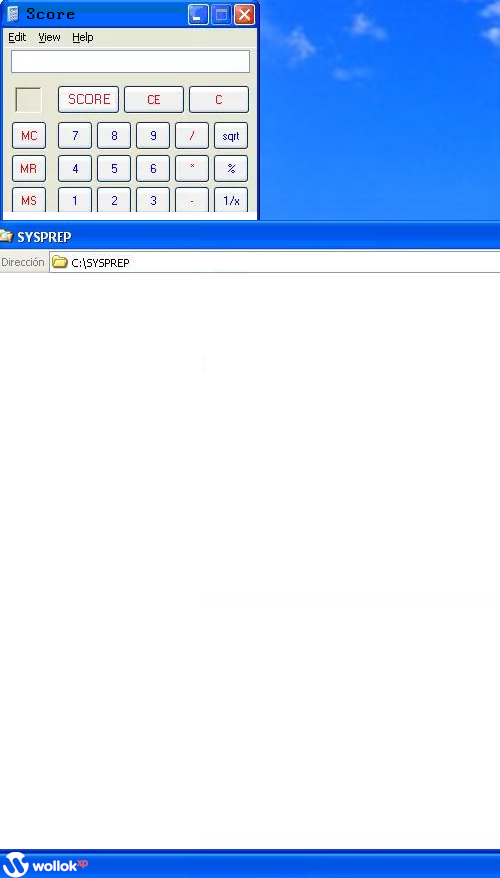 3core
Edit View Help
SCORE CE C
MC 7 8 9 / sqrt
MR 4 5 6 * %
MS 1 2 3 - 1/x
SYSPREP
Dirección C:\SYSPREP
wollok xp